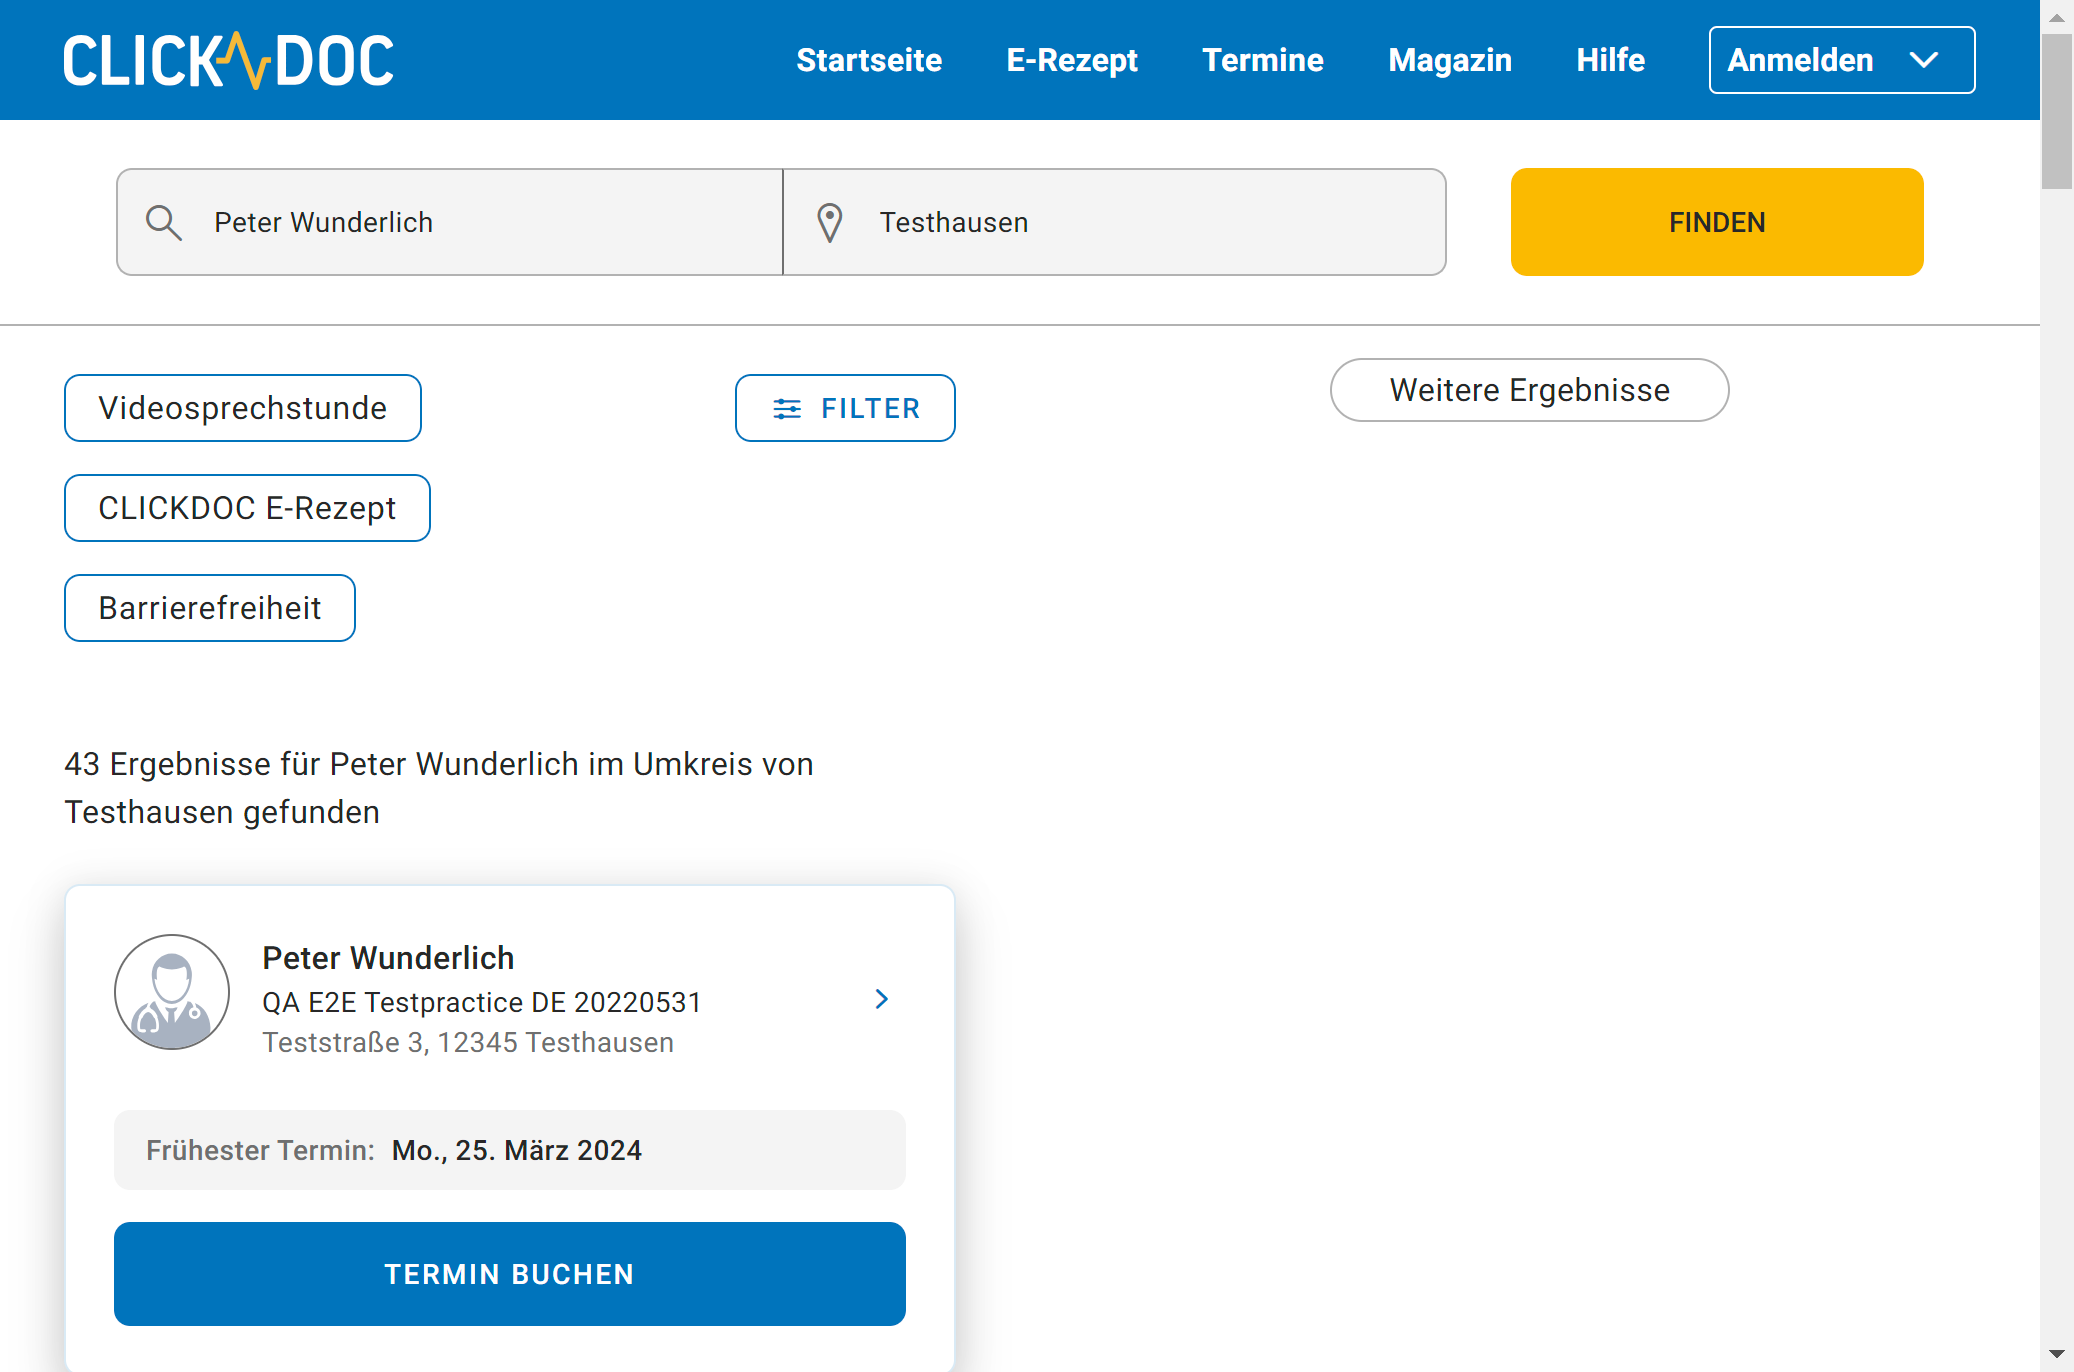 CLICKDOC
Startseite
E-Rezept
Termine
Magazin
Hilfe
Anmelden
Peter Wunderlich
Testhausen
FINDEN
Videosprechstunde
FILTER
Weitere Ergebnisse
CLICKDOC E-Rezept
Barrierefreiheit
43 Ergebnisse für Peter Wunderlich im Umkreis von
Testhausen gefunden
Peter Wunderlich
QA E2E Testpractice DE 20220531
Teststraße 3, 12345 Testhausen
Frühester Termin: Mo., 25. März 2024
TERMIN BUCHEN